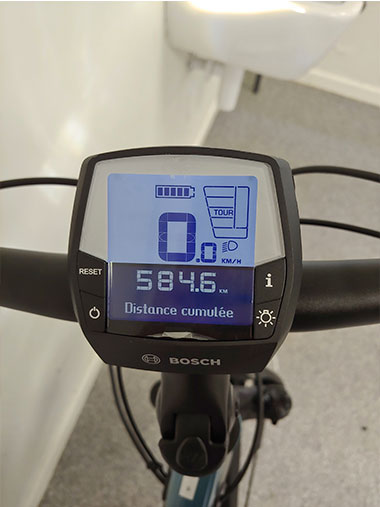 TOUR
0.0 KM/H
RESET
584.6 KM
i
Distance cumulée
BOSCH